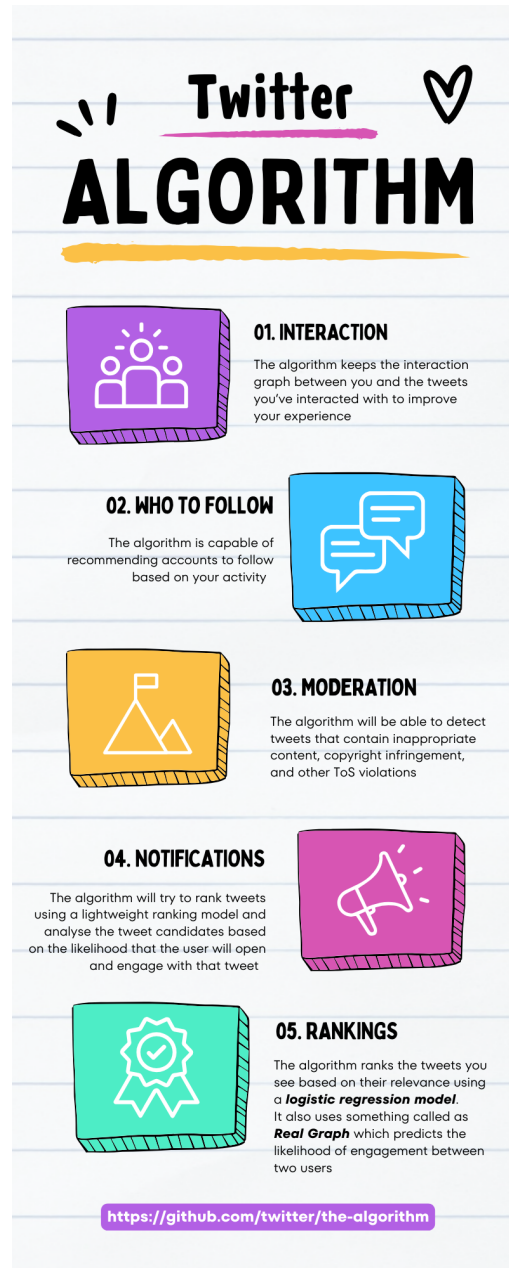 Twitter
ALGORITHM
01. INTERACTION
The algorithm keeps the interaction
graph between you and the tweets
you've interacted with to improve
your experience
02. WHO TO FOLLOW
The algorithm is capable of
recommending accounts to follow
based on your activity
03. MODERATION
The algorithm will be able to detect
tweets that contain inappropriate
content, copyright infringement,
and other ToS violations
04. NOTIFICATIONS
The algorithm will try to rank tweets
using a lightweight ranking model and
analyse the tweet candidates based
on the likelihood that the user will open
and engage with that tweet
05. RANKINGS
The algorithm ranks the tweets you
see based on their relevance using
a logistic regression model.
It also uses something called as
Real Graph which predicts the
likelihood of engagement between
two users
https://github.com/twitter/the-algorithm